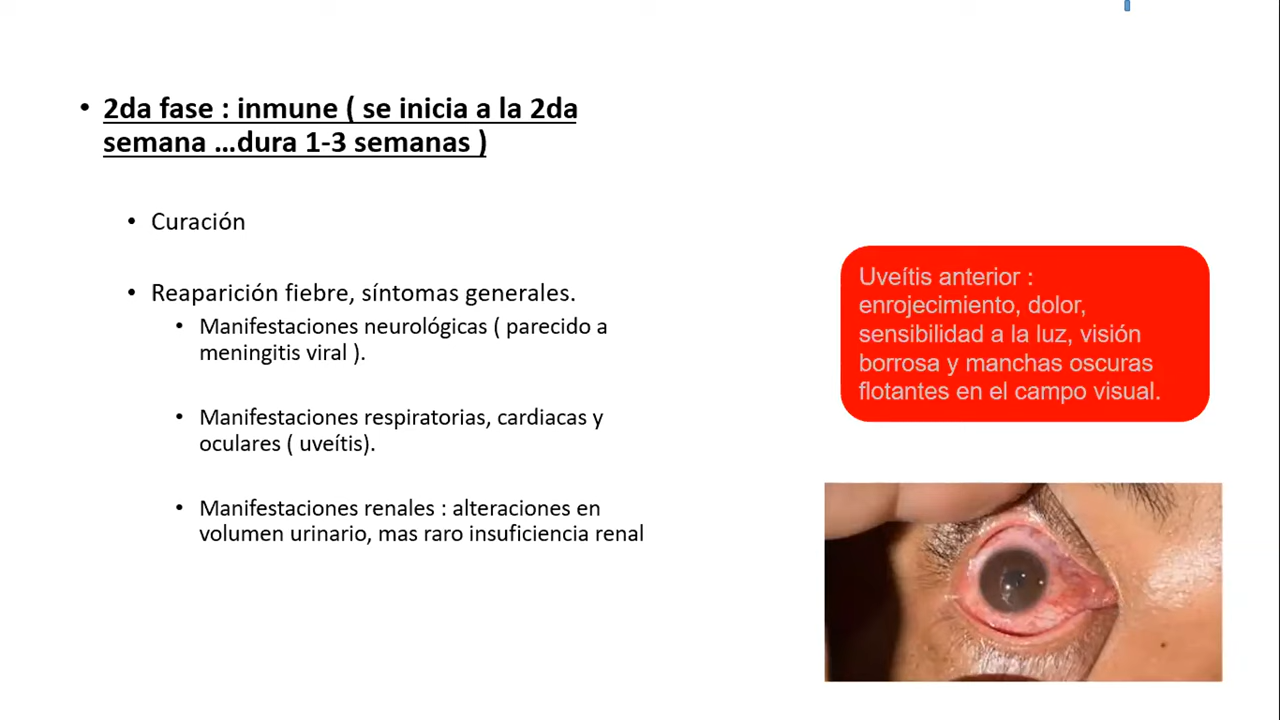 • 2da fase : inmune ( se inicia a la 2da
semana ...dura 1-3 semanas )
• Curación
• Reaparición fiebre, síntomas generales.
• Manifestaciones neurológicas ( parecido a
meningitis viral ).
• Manifestaciones respiratorias, cardiacas y
oculares ( uveítis).
• Manifestaciones renales : alteraciones en
volumen urinario, mas raro insuficiencia renal
Uveítis anterior :
enrojecimiento, dolor,
sensibilidad a la luz, visión
borrosa y manchas oscuras
flotantes en el campo visual.